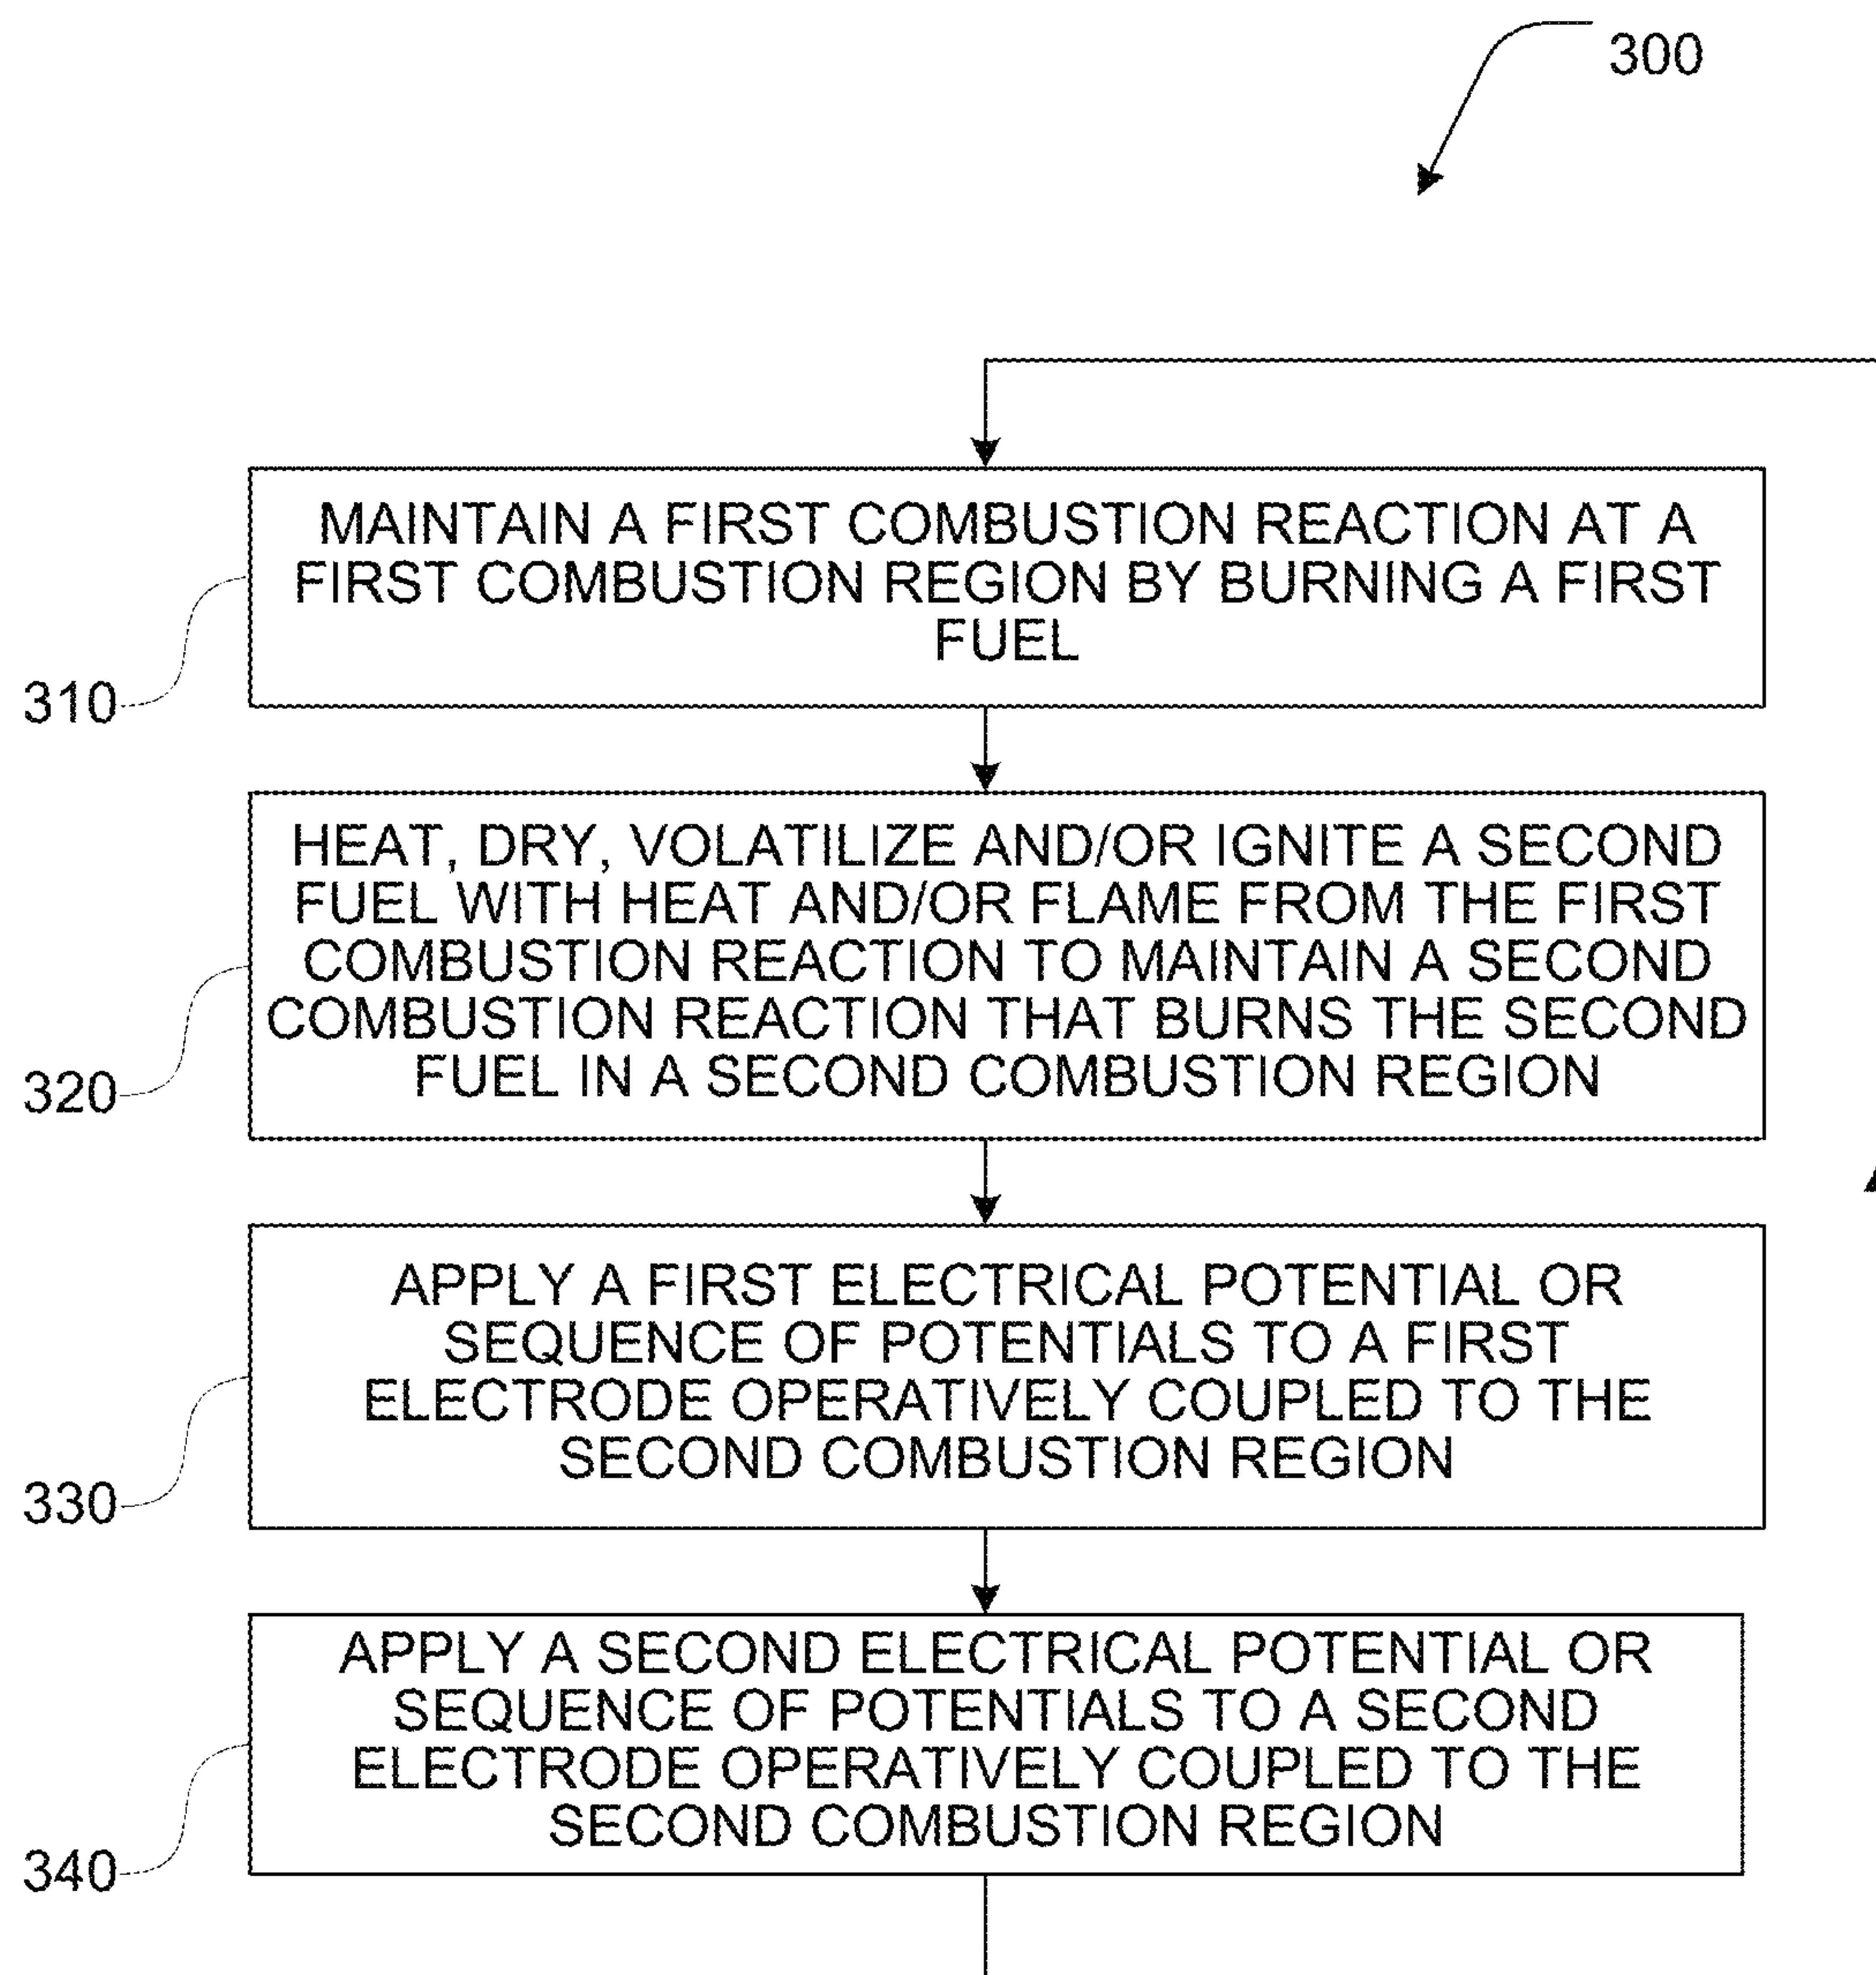 300
MAINTAIN A FIRST COMBUSTION REACTION AT A
FIRST COMBUSTION REGION BY BURNING A FIRST
FUEL
310
HEAT, DRY, VOLATILIZE AND/OR IGNITE A SECOND
FUEL WITH HEAT AND/OR FLAME FROM THE FIRST
COMBUSTION REACTION TO MAINTAIN A SECOND
COMBUSTION REACTION THAT BURNS THE SECOND
FUEL IN A SECOND COMBUSTION REGION
320
APPLY A FIRST ELECTRICAL POTENTIAL OR
SEQUENCE OF POTENTIALS TO A FIRST
ELECTRODE OPERATIVELY COUPLED TO THE
SECOND COMBUSTION REGION
330
APPLY A SECOND ELECTRICAL POTENTIAL OR
SEQUENCE OF POTENTIALS TO A SECOND
ELECTRODE OPERATIVELY COUPLED TO THE
SECOND COMBUSTION REGION
340